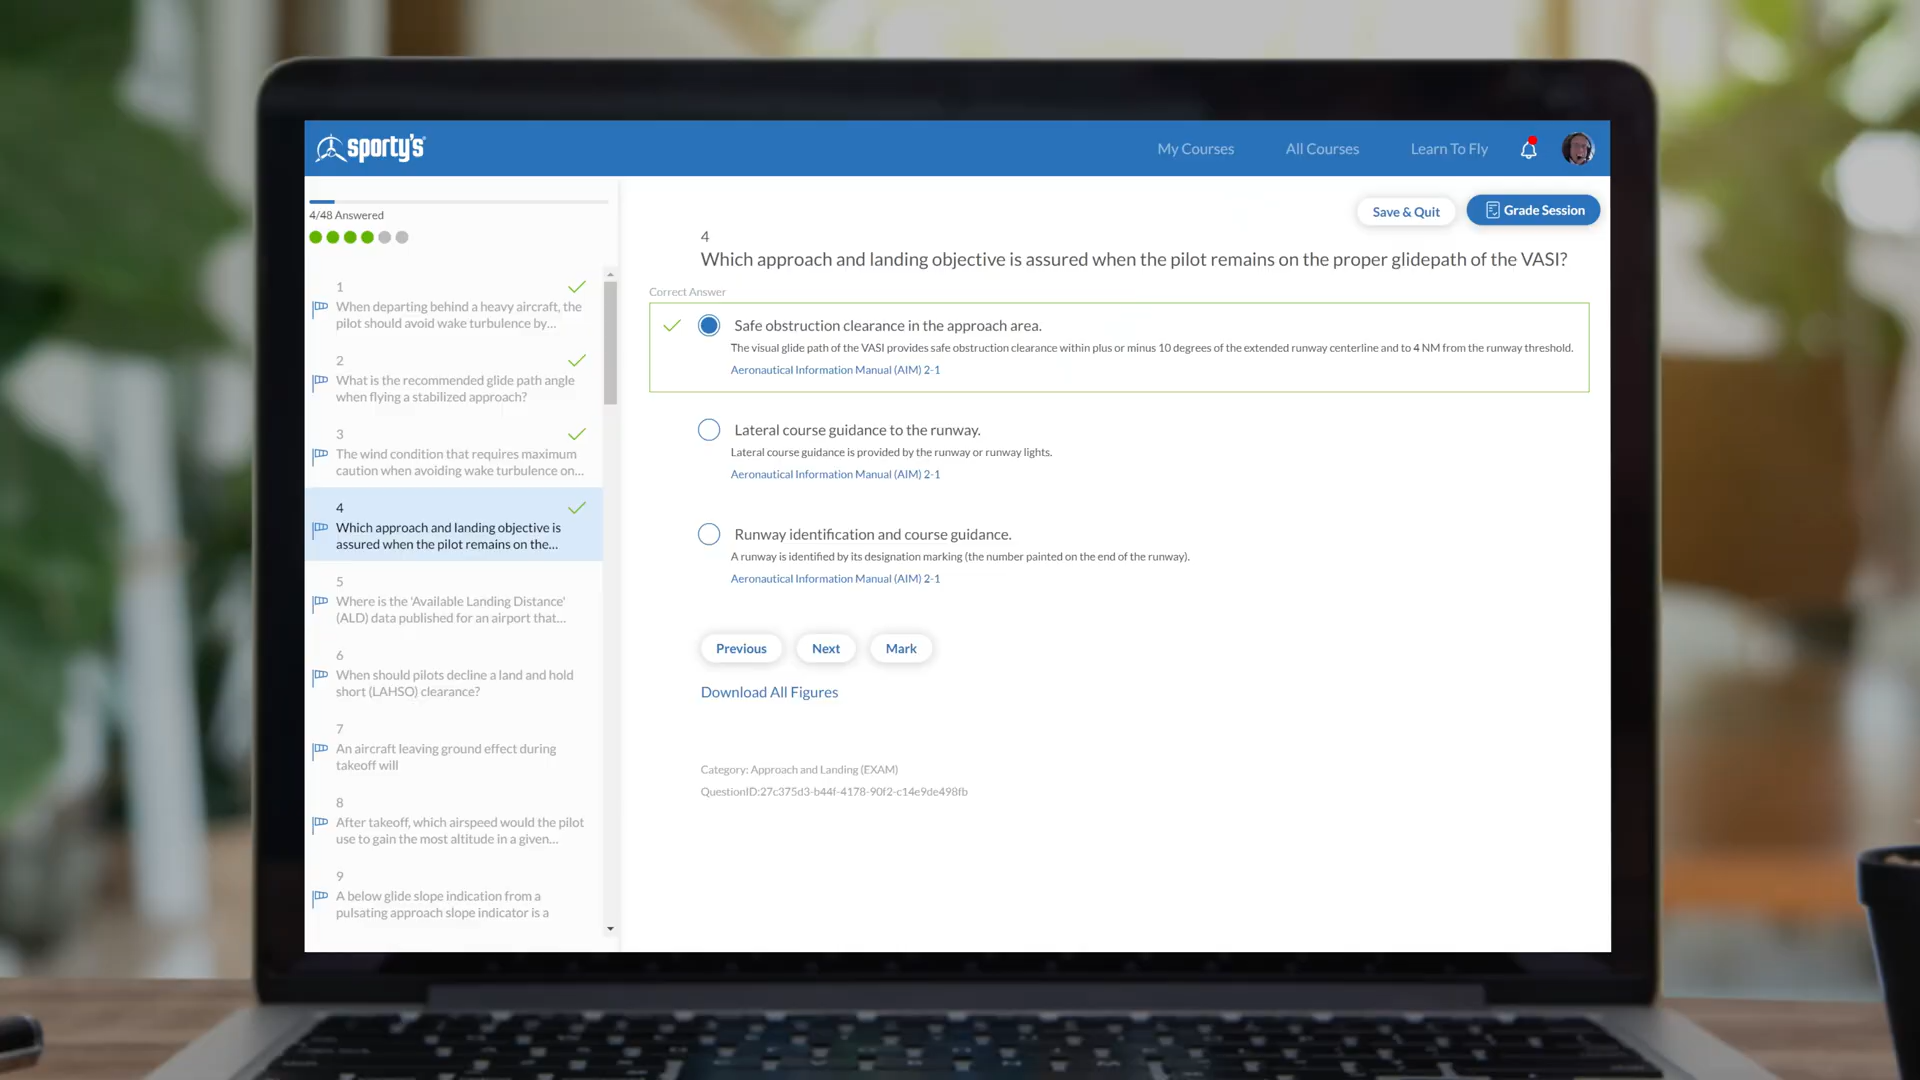 sporty's
My Courses
All Courses
Learn To Fly
4/48 Answered
1
When departing behind a heavy aircraft, the
pilot should avoid wake turbulence by...
2
What is the recommended glide path angle
when flying a stabilized approach?
3
The wind condition that requires maximum
caution when avoiding wake turbulence on...
4
Which approach and landing objective is
assured when the pilot remains on the...
5
Where is the 'Available Landing Distance'
(ALD) data published for an airport that...
6
When should pilots decline a land and hold
short (LAHSO) clearance?
7
An aircraft leaving ground effect during
takeoff will
8
After takeoff, which airspeed would the pilot
use to gain the most altitude in a given...
9
A below glide slope indication from a
pulsating approach slope indicator is a
Save & Quit
Grade Session
4
Which approach and landing objective is assured when the pilot remains on the proper glidepath of the VASI?
Correct Answer
Safe obstruction clearance in the approach area.
The visual glide path of the VASI provides safe obstruction clearance within plus or minus 10 degrees of the extended runway centerline and to 4 NM from the runway threshold.
Aeronautical Information Manual (AIM) 2-1
Lateral course guidance to the runway.
Lateral course guidance is provided by the runway or runway lights.
Aeronautical Information Manual (AIM) 2-1
Runway identification and course guidance.
A runway is identified by its designation marking (the number painted on the end of the runway).
Aeronautical Information Manual (AIM) 2-1
Previous
Next
Mark
Download All Figures
Category: Approach and Landing (EXAM)
QuestionID:27c375d3-b44f-4178-90f2-c14e9de498fb